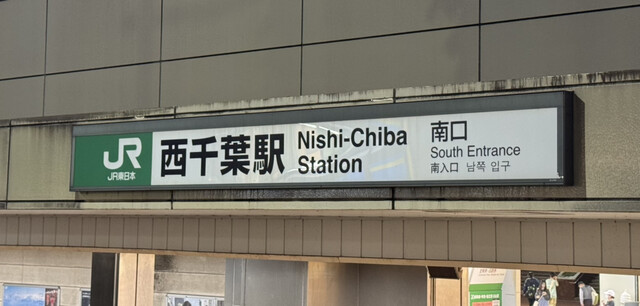 JR
JR東日本
西千葉駅
Nishi-Chiba
Station
南口
South Entrance
南入口 남쪽 입구